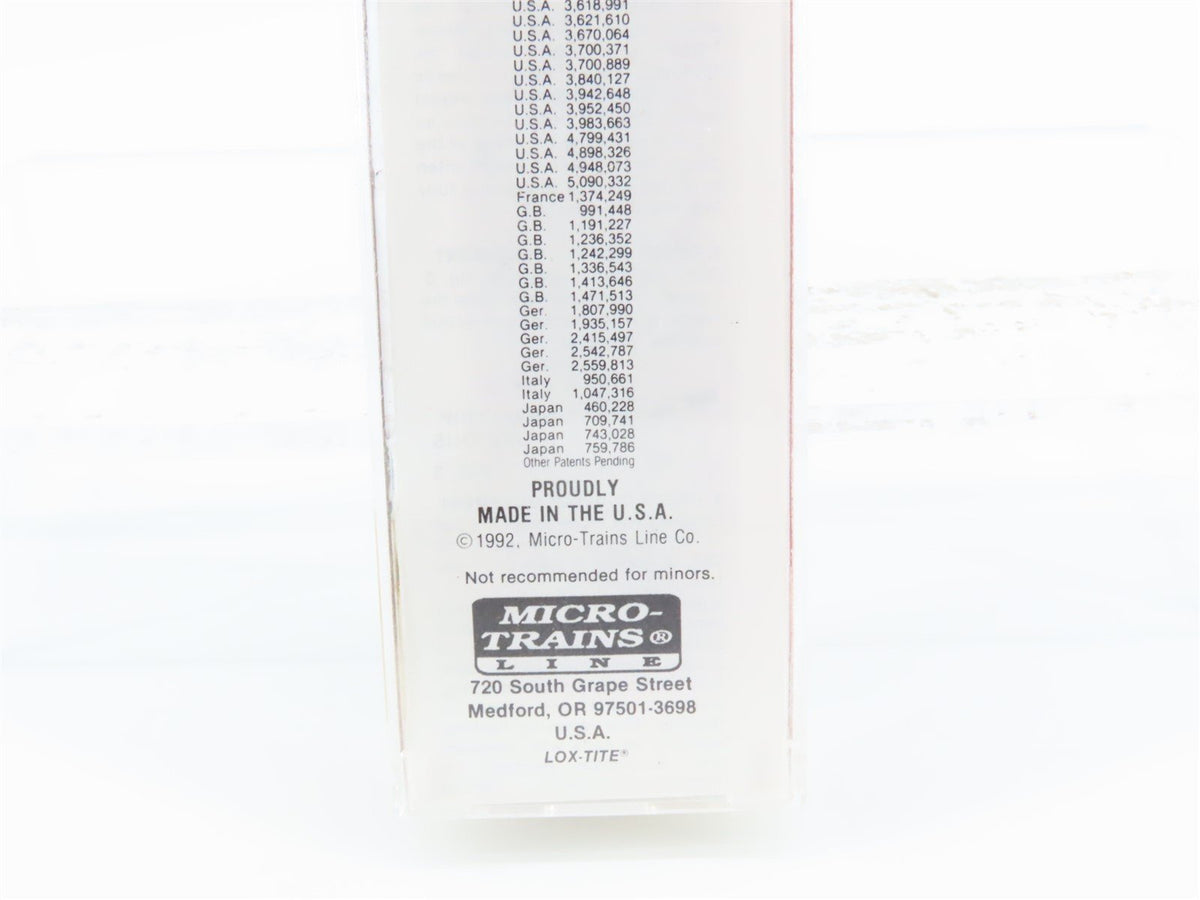 U.S.A. 3,618,991
U.S.A. 3,621,610
U.S.A. 3,670,064
U.S.A. 3,700,371
U.S.A. 3,700,889
U.S.A. 3,840,127
U.S.A. 3,942,648
U.S.A. 3,952,450
U.S.A. 3,983,663
U.S.A. 4,799,431
U.S.A. 4,898,326
U.S.A. 4,948,073
U.S.A. 5,090,332
France 1,374,249
G.B. 991,448
G.B. 1,191,227
G.B. 1,236,352
G.B. 1,242,299
G.B. 1,336,543
G.B. 1,413,646
G.B. 1,471,513
Ger. 1,807,990
Ger. 1,935,157
Ger. 2,415,497
Ger. 2,542,787
Ger. 2,559,813
Italy 950,661
Italy 1,047,316
Japan 460,228
Japan 709,741
Japan 743,028
Japan 759,786
Other Patents Pending
PROUDLY
MADE IN THE U.S.A.
© 1992, Micro-Trains Line Co.
Not recommended for minors.
MICRO-
TRAINS®
LINE
720 South Grape Street
Medford, OR 97501-3698
U.S.A.
LOX-TITE®